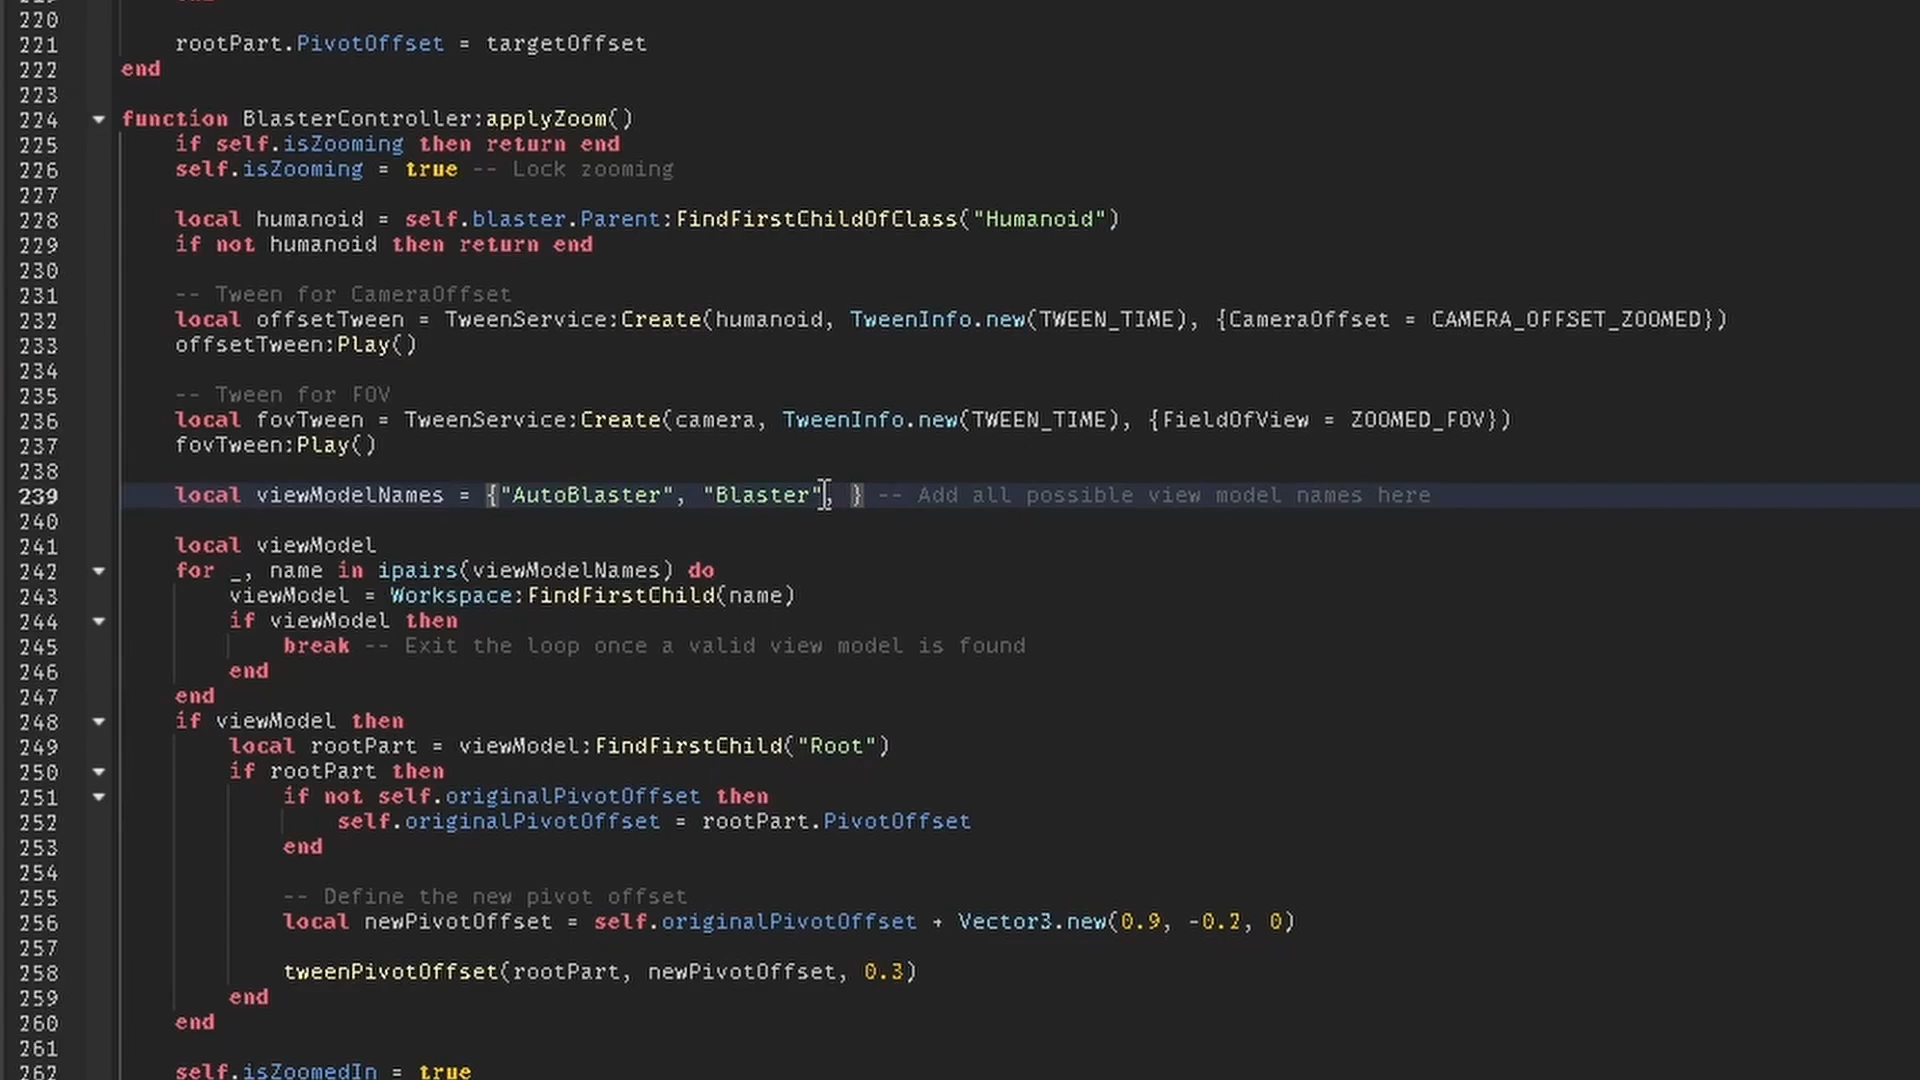 220
221 rootPart.PivotOffset = targetOffset
222 end
223
224 function BlasterController:applyZoom()
225 if self.isZooming then return end
226 self.isZooming = true -- Lock zooming
227
228 local humanoid = self.blaster.Parent:FindFirstChildOfClass("Humanoid")
229 if not humanoid then return end
230
231 -- Tween for CameraOffset
232 local offsetTween = TweenService:Create(humanoid, TweenInfo.new(TWEEN_TIME), {CameraOffset = CAMERA_OFFSET_ZOOMED})
233 offsetTween:Play()
234
235 -- Tween for FOV
236 local fovTween = TweenService:Create(camera, TweenInfo.new(TWEEN_TIME), {FieldOfView = ZOOMED_FOV})
237 fovTween:Play()
238
239 local viewModelNames = {"AutoBlaster", "Blaster", } -- Add all possible view model names here
240
241 local viewModel
242 for _, name in ipairs(viewModelNames) do
243 viewModel = Workspace:FindFirstChild(name)
244 if viewModel then
245 break -- Exit the loop once a valid view model is found
246 end
247 end
248 if viewModel then
249 local rootPart = viewModel:FindFirstChild("Root")
250 if rootPart then
251 if not self.originalPivotOffset then
252 self.originalPivotOffset = rootPart.PivotOffset
253 end
254
255 -- Define the new pivot offset
256 local newPivotOffset = self.originalPivotOffset + Vector3.new(0.9, -0.2, 0)
257
258 tweenPivotOffset(rootPart, newPivotOffset, 0.3)
259 end
260 end
261
262 self.isZoomedIn = true